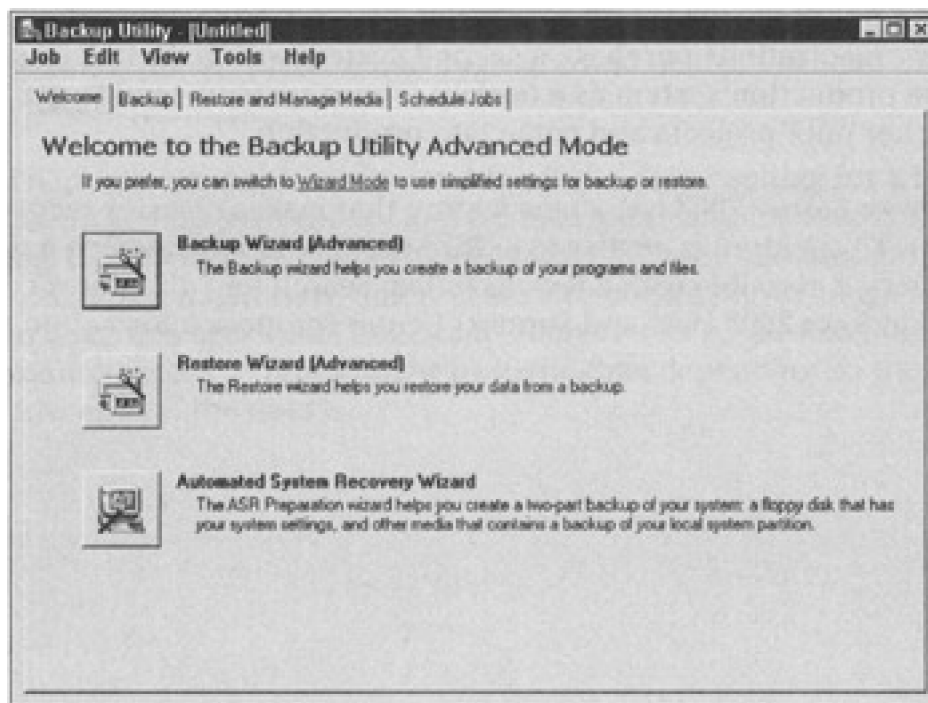 Backup Utility - [Untitled]
Job Edit View Tools Help
Welcome Backup Restore and Manage Media Schedule Jobs
Welcome to the Backup Utility Advanced Mode
If you prefer, you can switch to Wizard Mode to use simplified settings for backup or restore.
Backup Wizard (Advanced)
The Backup wizard helps you create a backup of your programs and files.
Restore Wizard (Advanced)
The Restore wizard helps you restore your data from a backup.
Automated System Recovery Wizard
The ASR Preparation wizard helps you create a two-part backup of your system: a floppy disk that has
your system settings, and other media that contains a backup of your local system partition.